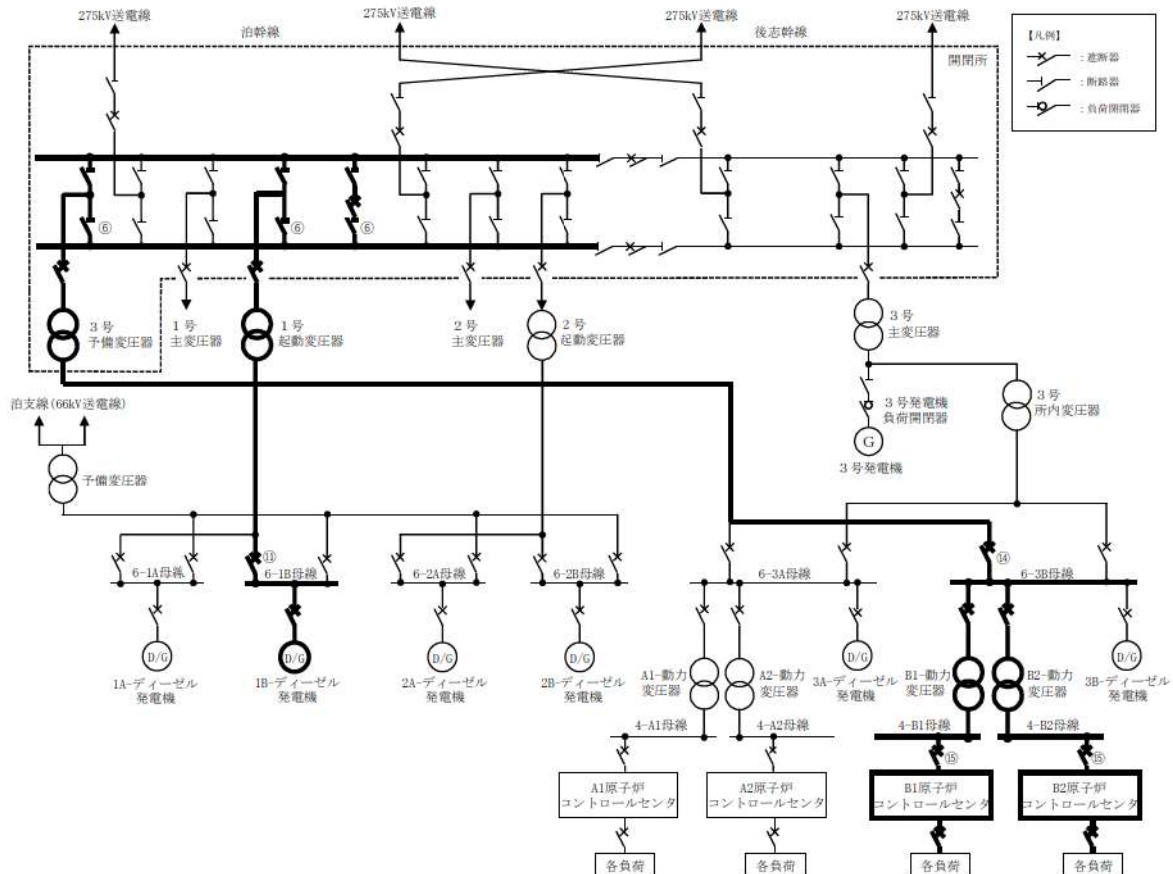 275kV送電線
275kV送電線
275kV送電線
275kV送電線
泊幹線
後志幹線
開閉所
【凡例】
：遮断器
：断路器
：負荷開閉器
⑥
⑥
⑥
3号
予備変圧器
1号
主変圧器
1号
起動変圧器
2号
主変圧器
2号
起動変圧器
3号
主変圧器
泊支線(66kV送電線)
予備変圧器
3号発電機
負荷開閉器
G
3号発電機
3号
所内変圧器
⑪
⑭
6-1A母線
6-1B母線
6-2A母線
6-2B母線
6-3A母線
6-3B母線
D/G
D/G
D/G
D/G
D/G
D/G
1A-ディーゼル
発電機
1B-ディーゼル
発電機
2A-ディーゼル
発電機
2B-ディーゼル
発電機
A1-動力
変圧器
A2-動力
変圧器
3A-ディーゼル
発電機
B1-動力
変圧器
B2-動力
変圧器
3B-ディーゼル
発電機
4-A1母線
4-A2母線
4-B1母線
4-B2母線
⑮
⑮
A1原子炉
コントロールセンタ
A2原子炉
コントロールセンタ
B1原子炉
コントロールセンタ
B2原子炉
コントロールセンタ
各負荷
各負荷
各負荷
各負荷